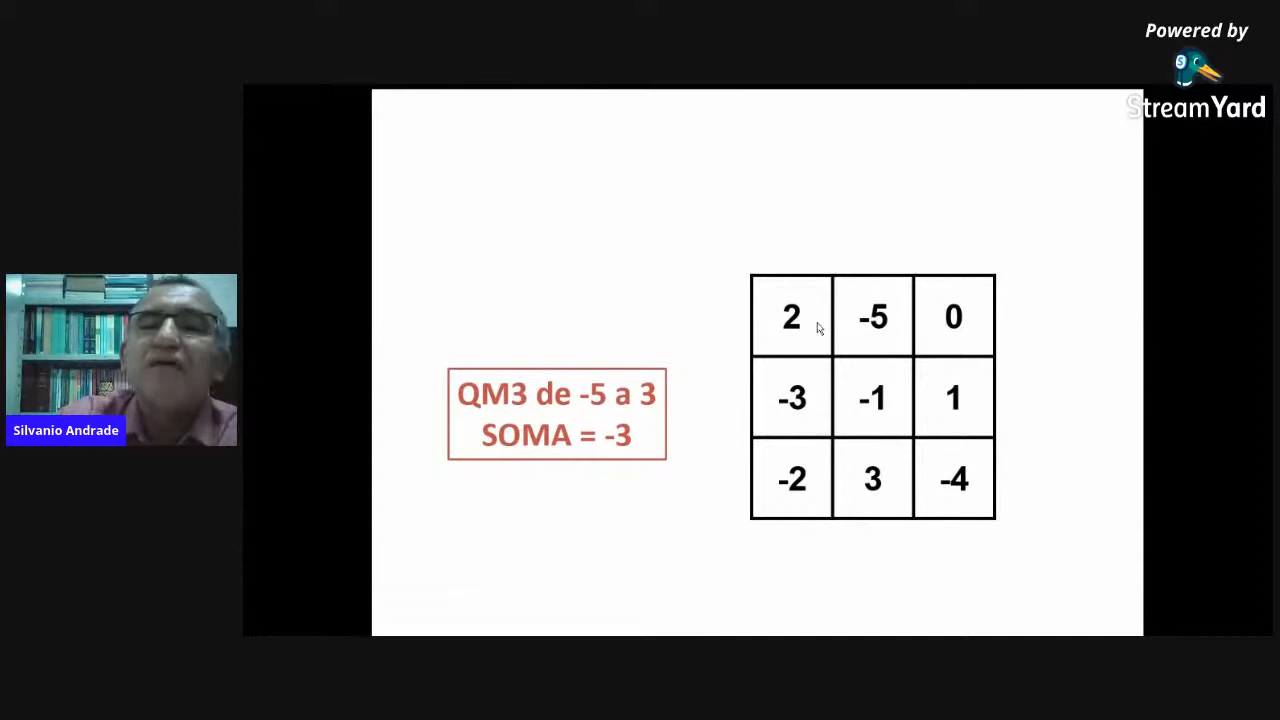 Powered by
StreamYard
QM3 de -5 a 3
SOMA = -3
2 -5 0
-3 -1 1
-2 3 -4
Silvanio Andrade